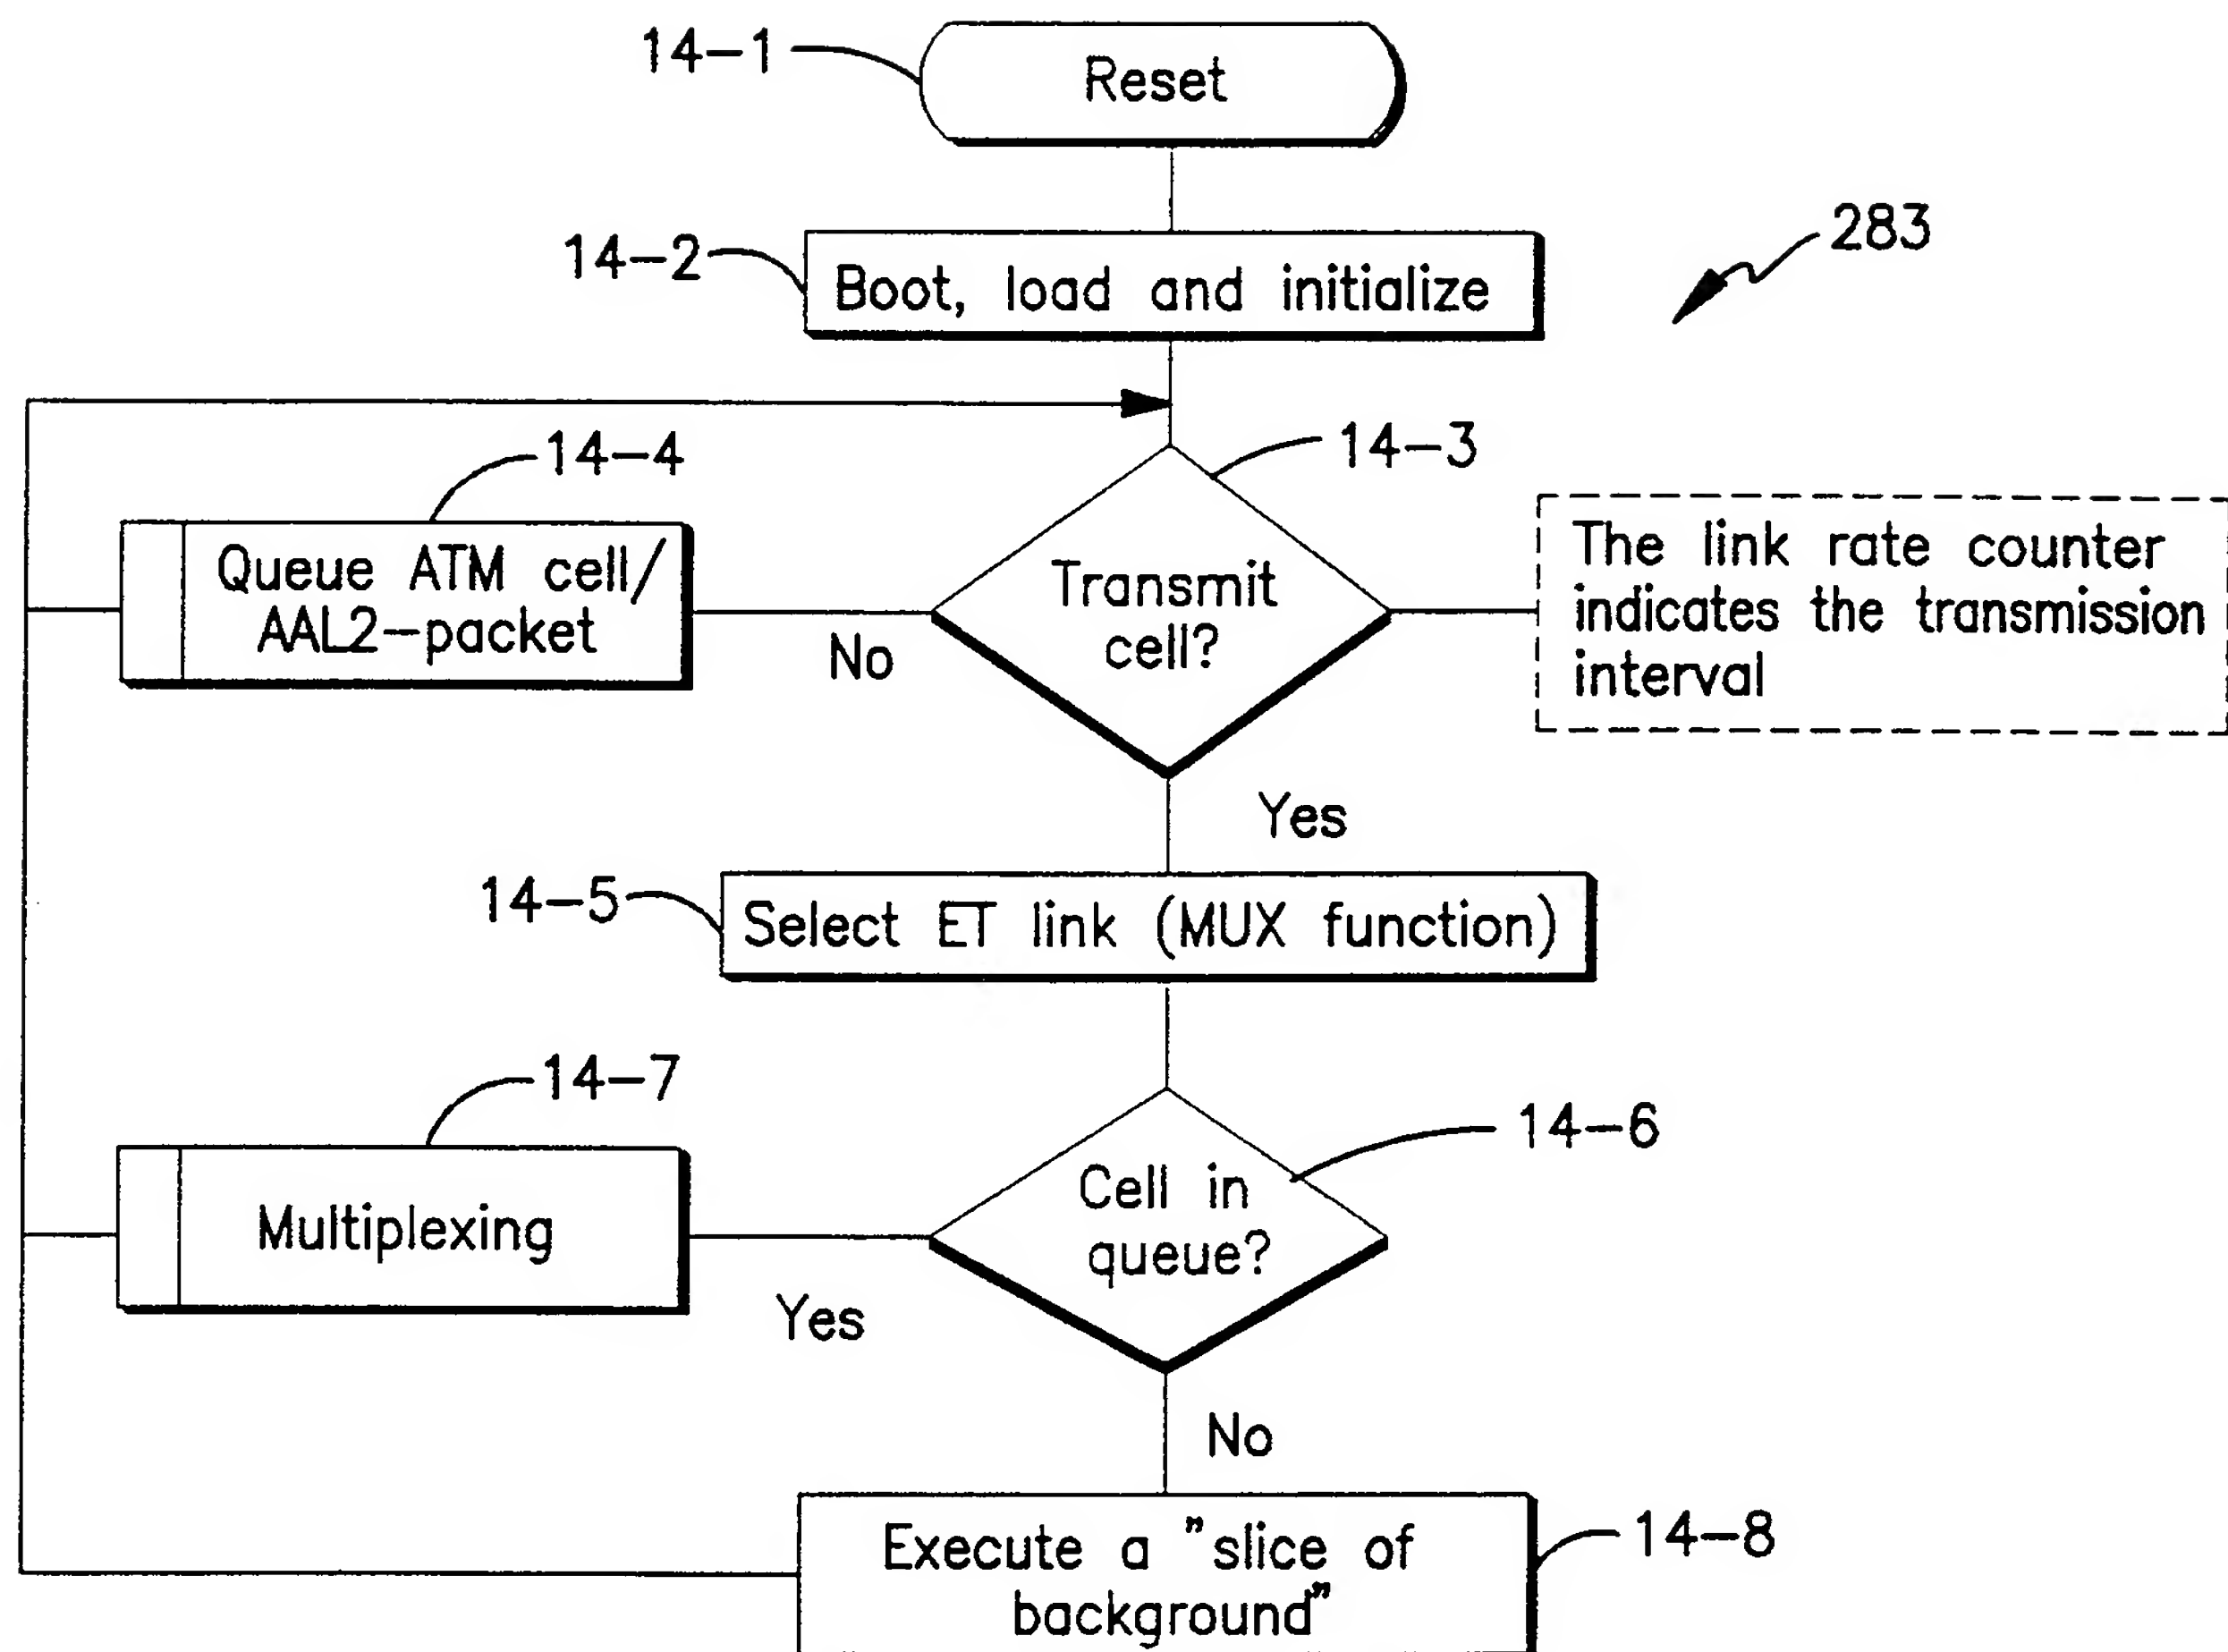 14-1
Reset
14-2
Boot, load and initialize
283
14-3
14-4
Queue ATM cell/
AAL2-packet
No
Transmit
cell?
The link rate counter
indicates the transmission
interval
Yes
14-5
Select ET link (MUX function)
14-7
14-6
Multiplexing
Yes
Cell in
queue?
No
Execute a "slice of
background"
14-8